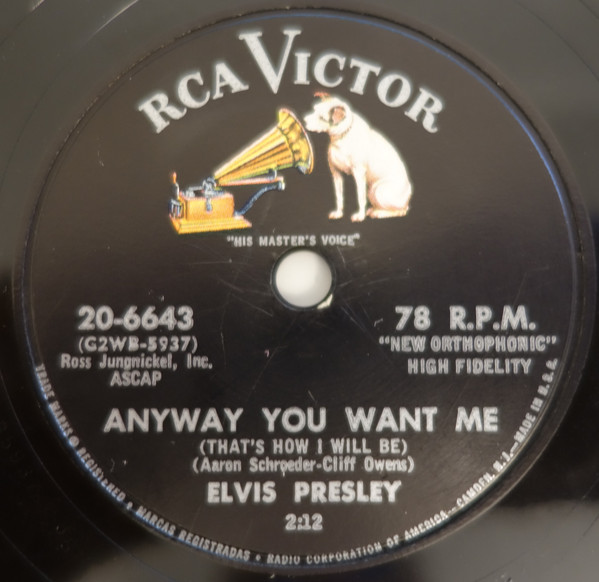 RCA VICTOR
"HIS MASTER'S VOICE"
20-6643
(G2WB-5937)
Ross Jungnickel, Inc.
ASCAP
78 R.P.M.
"NEW ORTHOPHONIC"
HIGH FIDELITY
ANYWAY YOU WANT ME
(THAT'S HOW I WILL BE)
(Aaron Schroeder-Cliff Owens)
ELVIS PRESLEY
2:12
TRADE MARKS ® REGISTERED • MARCAS REGISTRADAS • RADIO CORPORATION OF AMERICA—CAMDEN, N.J.—MADE IN U.S.A.